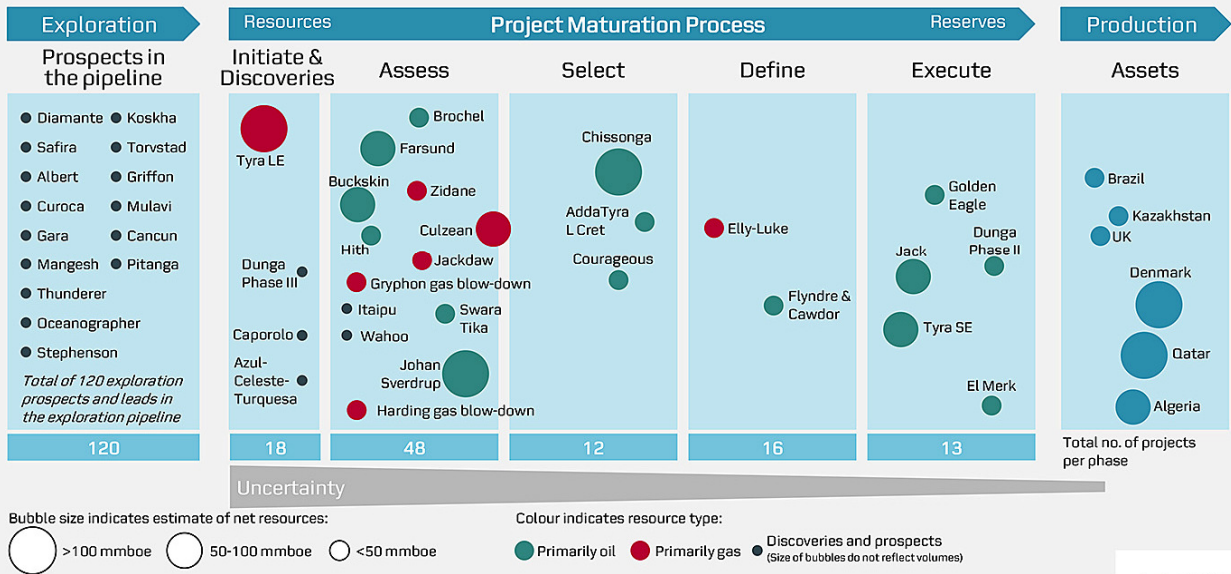 Exploration
Resources
Project Maturation Process
Reserves
Production
Prospects in
the pipeline
Initiate &
Discoveries
Assess
Select
Define
Execute
Assets
Diamante
Safira
Albert
Curoca
Gara
Mangesh
Thunderer
Oceanographer
Stephenson
Koskha
Torvstad
Griffon
Mulavi
Cancun
Pitanga
Total of 120 exploration
prospects and leads in
the exploration pipeline
Tyra LE
Dunga
Phase III
Caporolo
Azul-
Celeste-
Turquesa
Brochel
Farsund
Buckskin
Zidane
Culzean
Hith
Jackdaw
Gryphon gas blow-down
Itaipu
Swara
Tika
Wahoo
Johan
Sverdrup
Harding gas blow-down
Chissonga
AddaTyra
L Cret
Courageous
Elly-Luke
Flyndre &
Cawdor
Golden
Eagle
Dunga
Phase II
Jack
Tyra SE
El Merk
Brazil
Kazakhstan
UK
Denmark
Qatar
Algeria
120
18
48
12
16
13
Total no. of projects
per phase
Uncertainty
Bubble size indicates estimate of net resources:
>100 mmboe
50-100 mmboe
<50 mmboe
Colour indicates resource type:
Primarily oil
Primarily gas
Discoveries and prospects
(Size of bubbles do not reflect volumes)